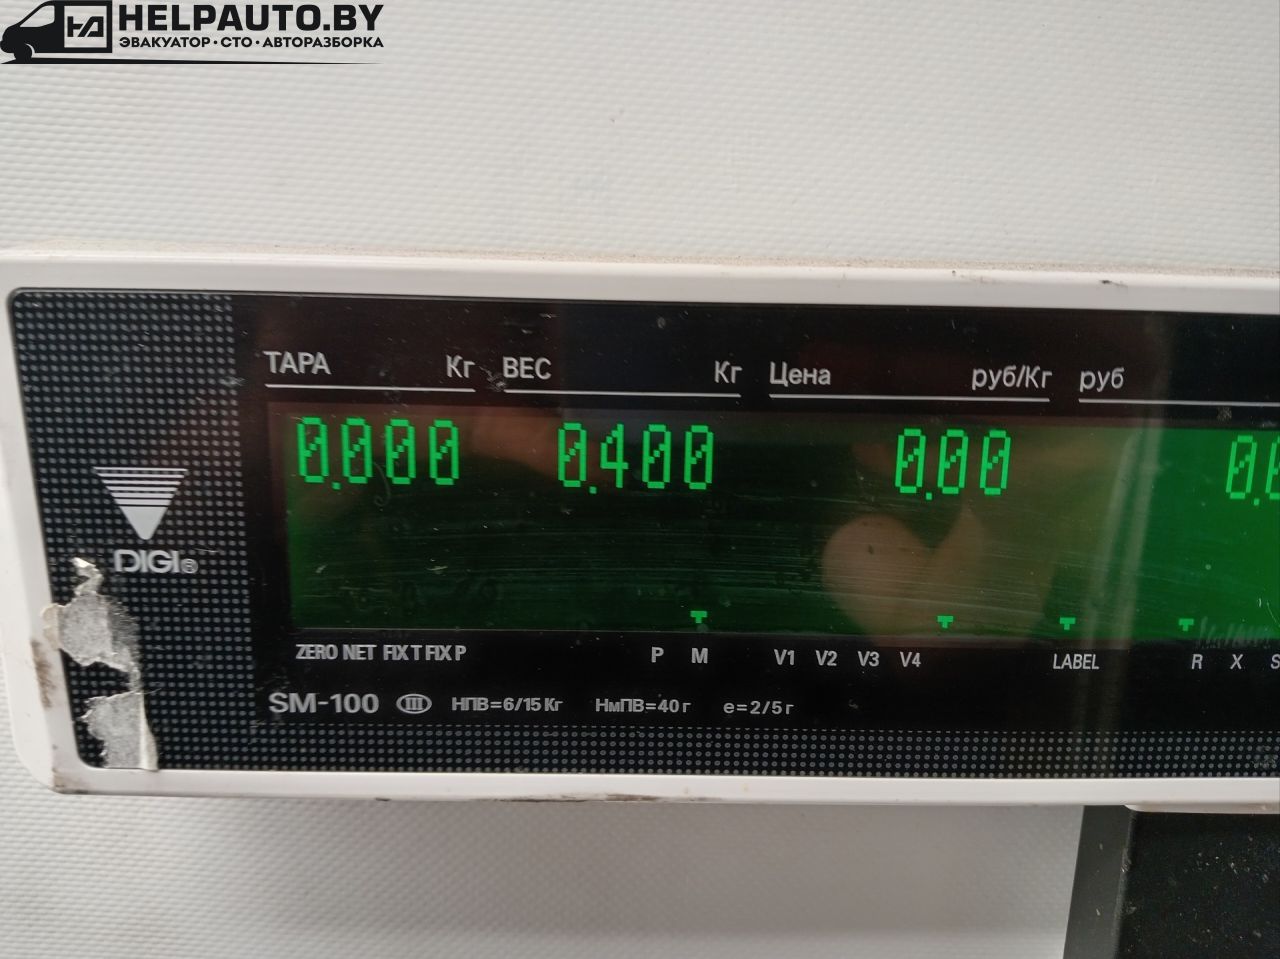 HELPAUTO.BY
ЭВАКУАТОР·СТО·АВТОРАЗБОРКА
ТАРА Кг ВЕС Кг Цена руб/Кг руб
0.000 0.400 0.00
DIGI®
ZERO NET FIX T FIX P P M V1 V2 V3 V4 LABEL R X
SM-100 III НПВ=6/15Кг НмПВ=40г e=2/5г